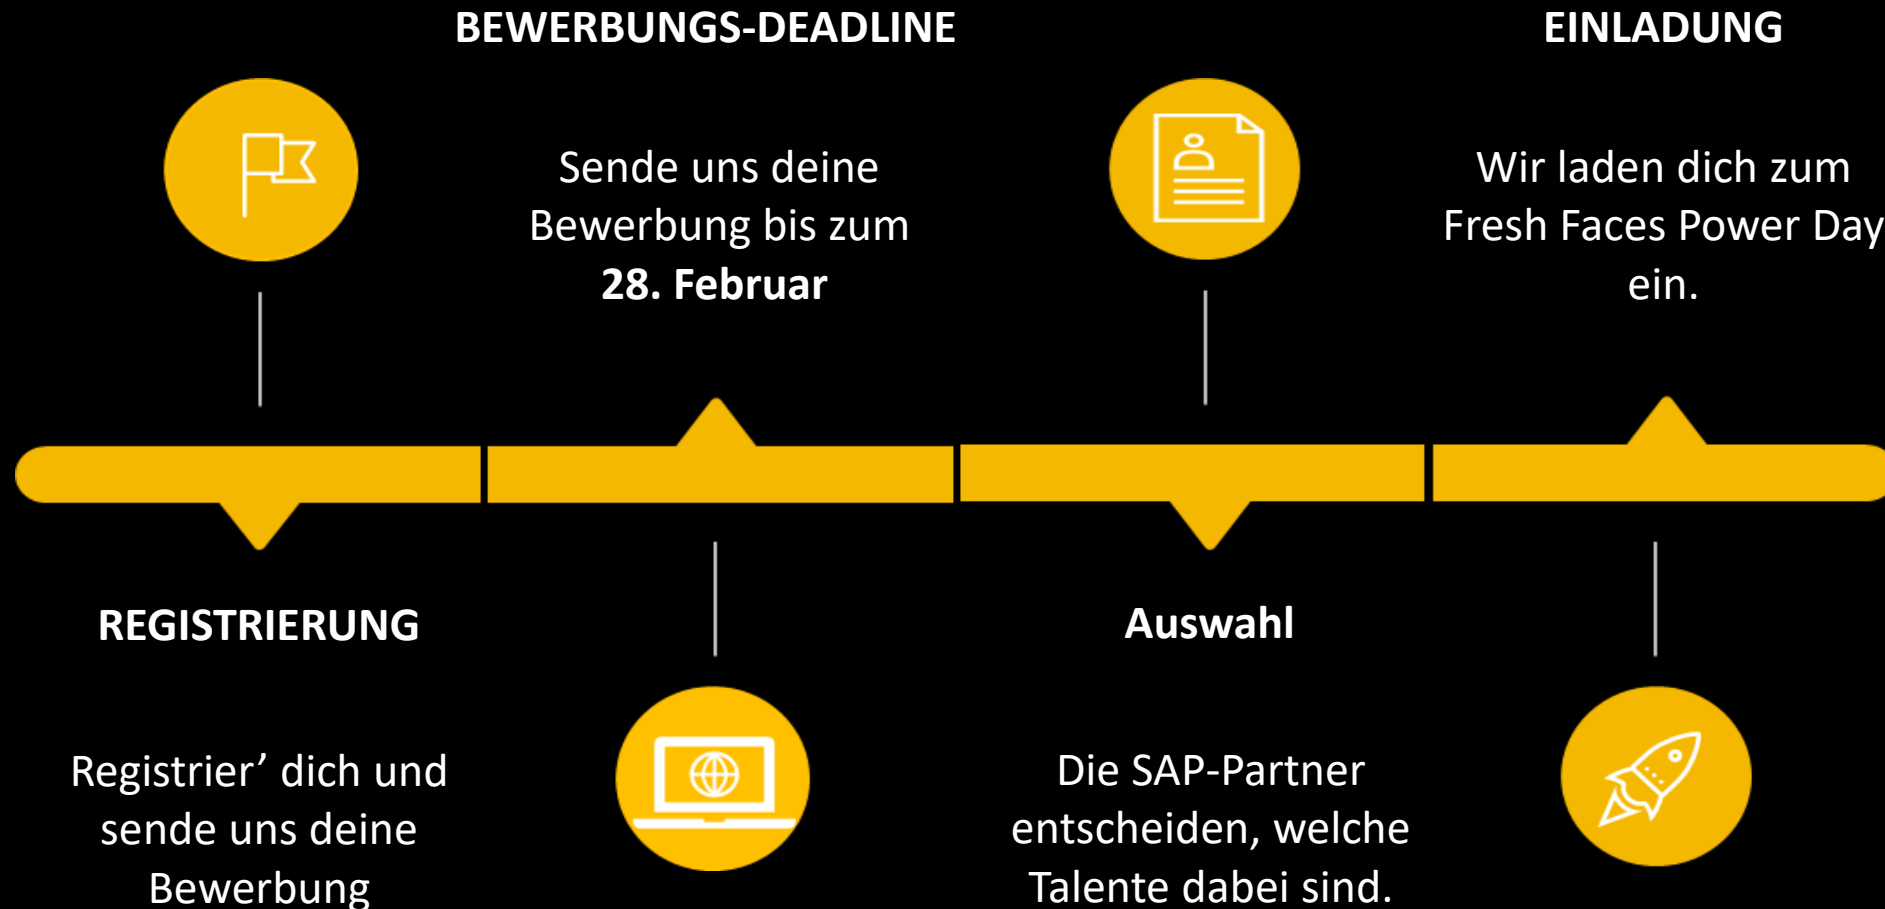 REGISTRIERUNG
Registrier’ dich und
sende uns deine
Bewerbung
BEWERBUNGS-DEADLINE
Sende uns deine
Bewerbung bis zum
28. Februar
Auswahl
Die SAP-Partner
entscheiden, welche
Talente dabei sind.
EINLADUNG
Wir laden dich zum
Fresh Faces Power Day
ein.